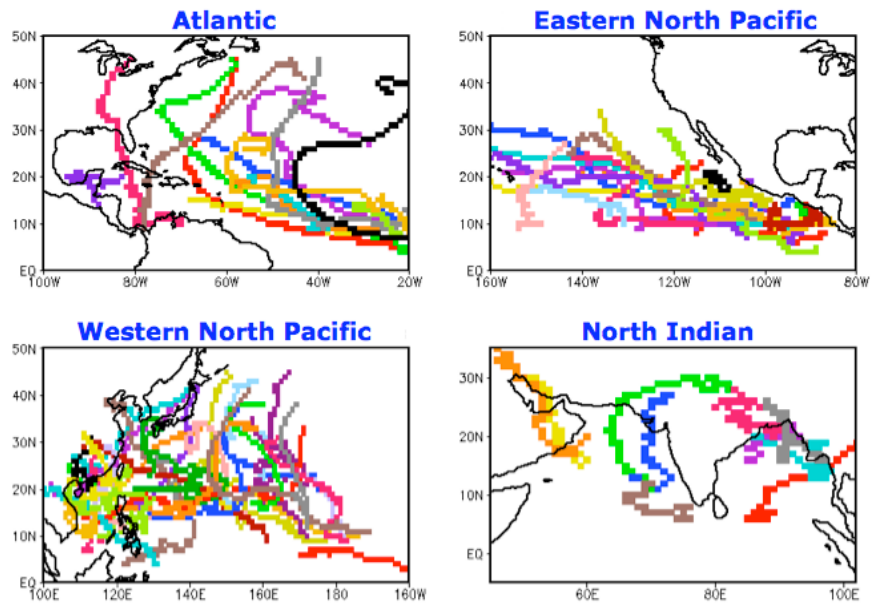 Atlantic
50N
40N
30N
20N
10N
EQ
100W 80W 60W 40W 20W
Eastern North Pacific
50N
40N
30N
20N
10N
EQ
160W 140W 120W 100W 80W
Western North Pacific
50N
40N
30N
20N
10N
EQ
100E 120E 140E 160E 180 160W
North Indian
30N
20N
10N
EQ
60E 80E 100E